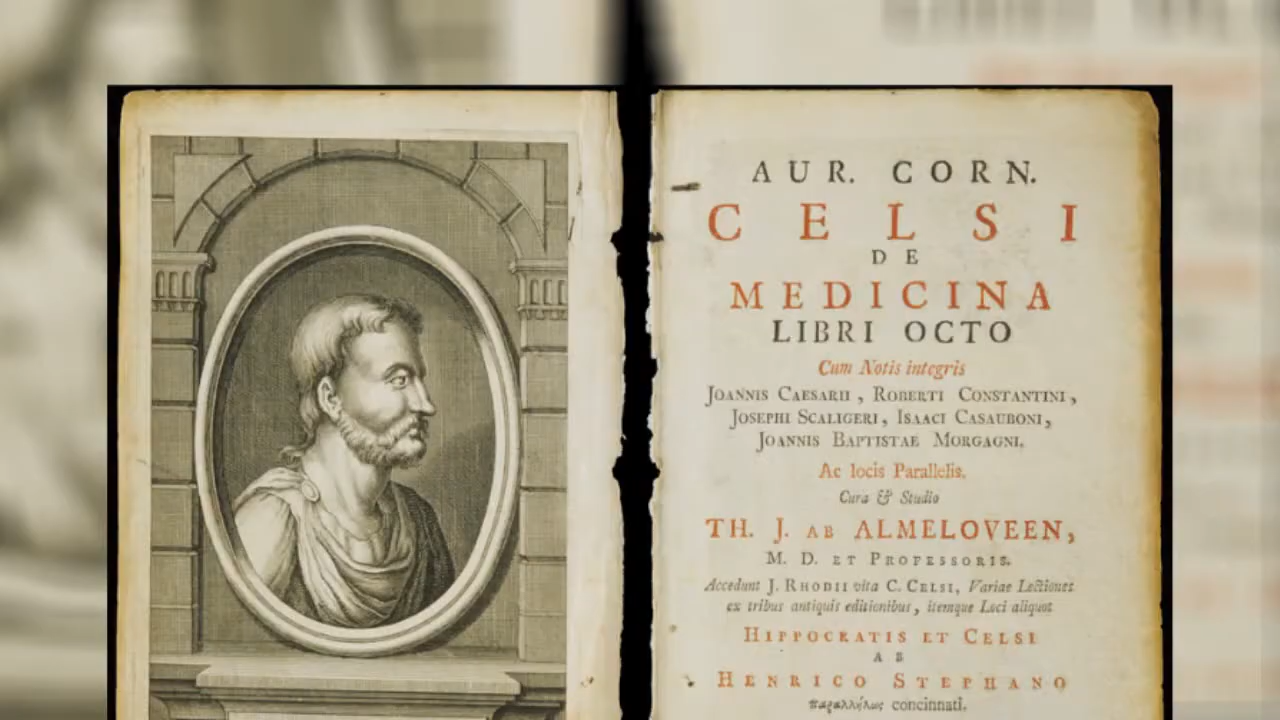 AUR. CORN.
CELSI
DE
MEDICINA
LIBRI OCTO
Cum Notis integris
JOANNIS CAESARII, ROBERTI CONSTANTINI,
JOSEPHI SCALIGERI, ISAACI CASAUBONI,
JOANNIS BAPTISTAE MORGAGNI.
Ac locis Parallelis.
Cura & Studio
TH. J. AB ALMELOVEEN,
M. D. ET PROFESSORIS.
Accedunt J. RHODII vita C. CELSI, Variae Lectiones
ex tribus antiquis editionibus, itemque Loci aliquot
HIPPOCRATIS ET CELSI
AB
HENRICO STEPHANO
παραλλήλως concinnati.